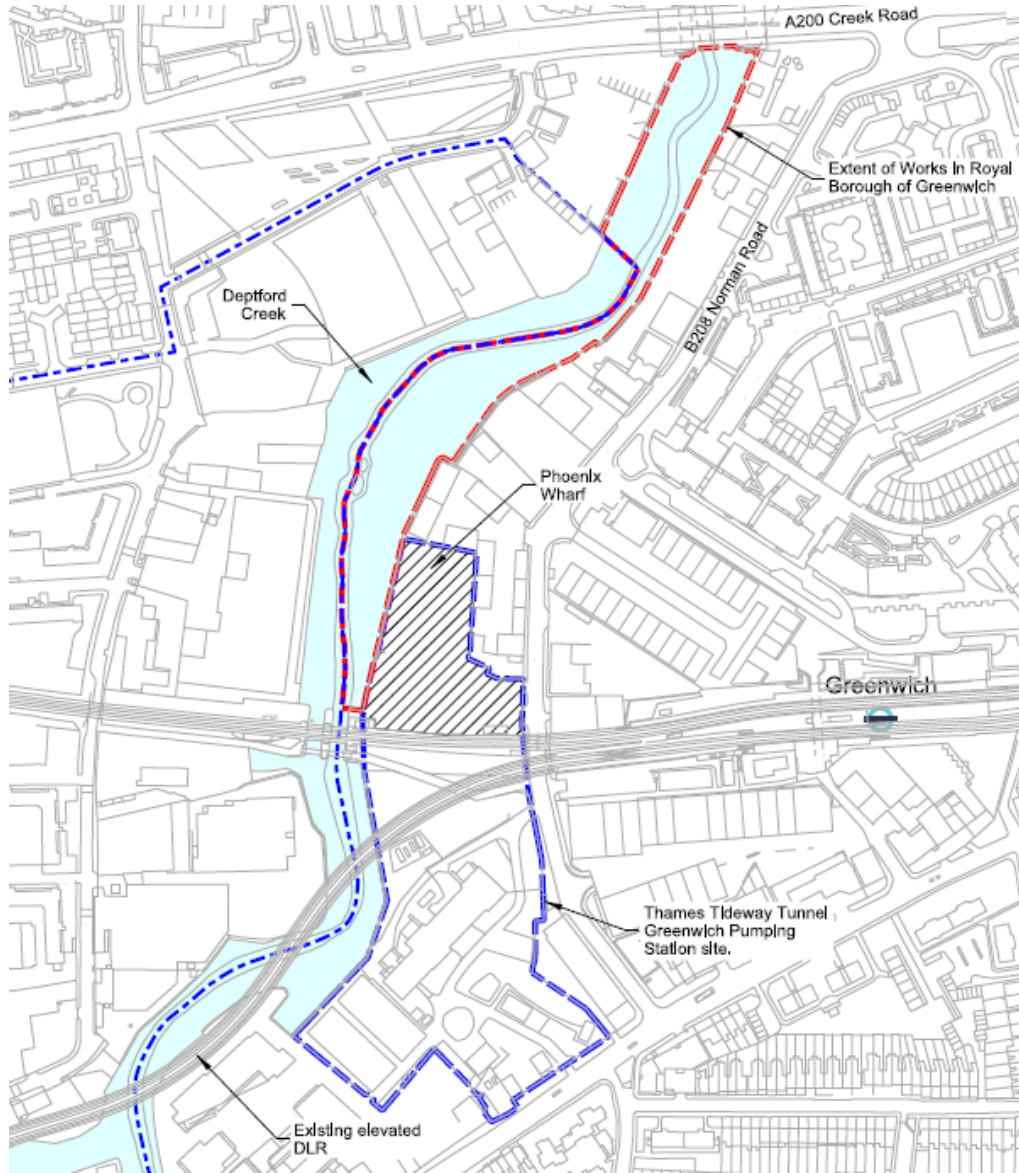 A200 Creek Road
Extent of Works in Royal
Borough of Greenwich
B208 Norman Road
Deptford
Creek
Phoenix
Wharf
Greenwich
Thames Tideway Tunnel
Greenwich Pumping
Station site.
Existing elevated
DLR